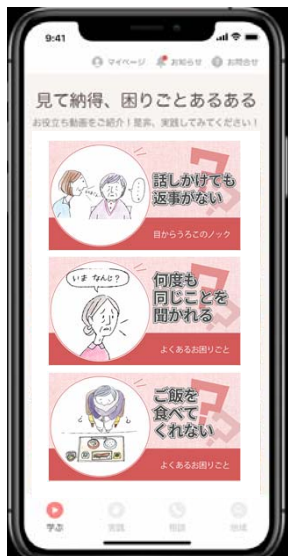 9:41
マイページ お知らせ お問合せ
見て納得、困りごとあるある
お役立ち動画をご紹介！是非、実践してみてください！
話しかけても
返事がない
目からうろこのノック
いま なんじ？
何度も
同じことを
聞かれる
よくあるお困りごと
ご飯を
食べて
くれない
よくあるお困りごと
学ぶ 実践 相談 地域